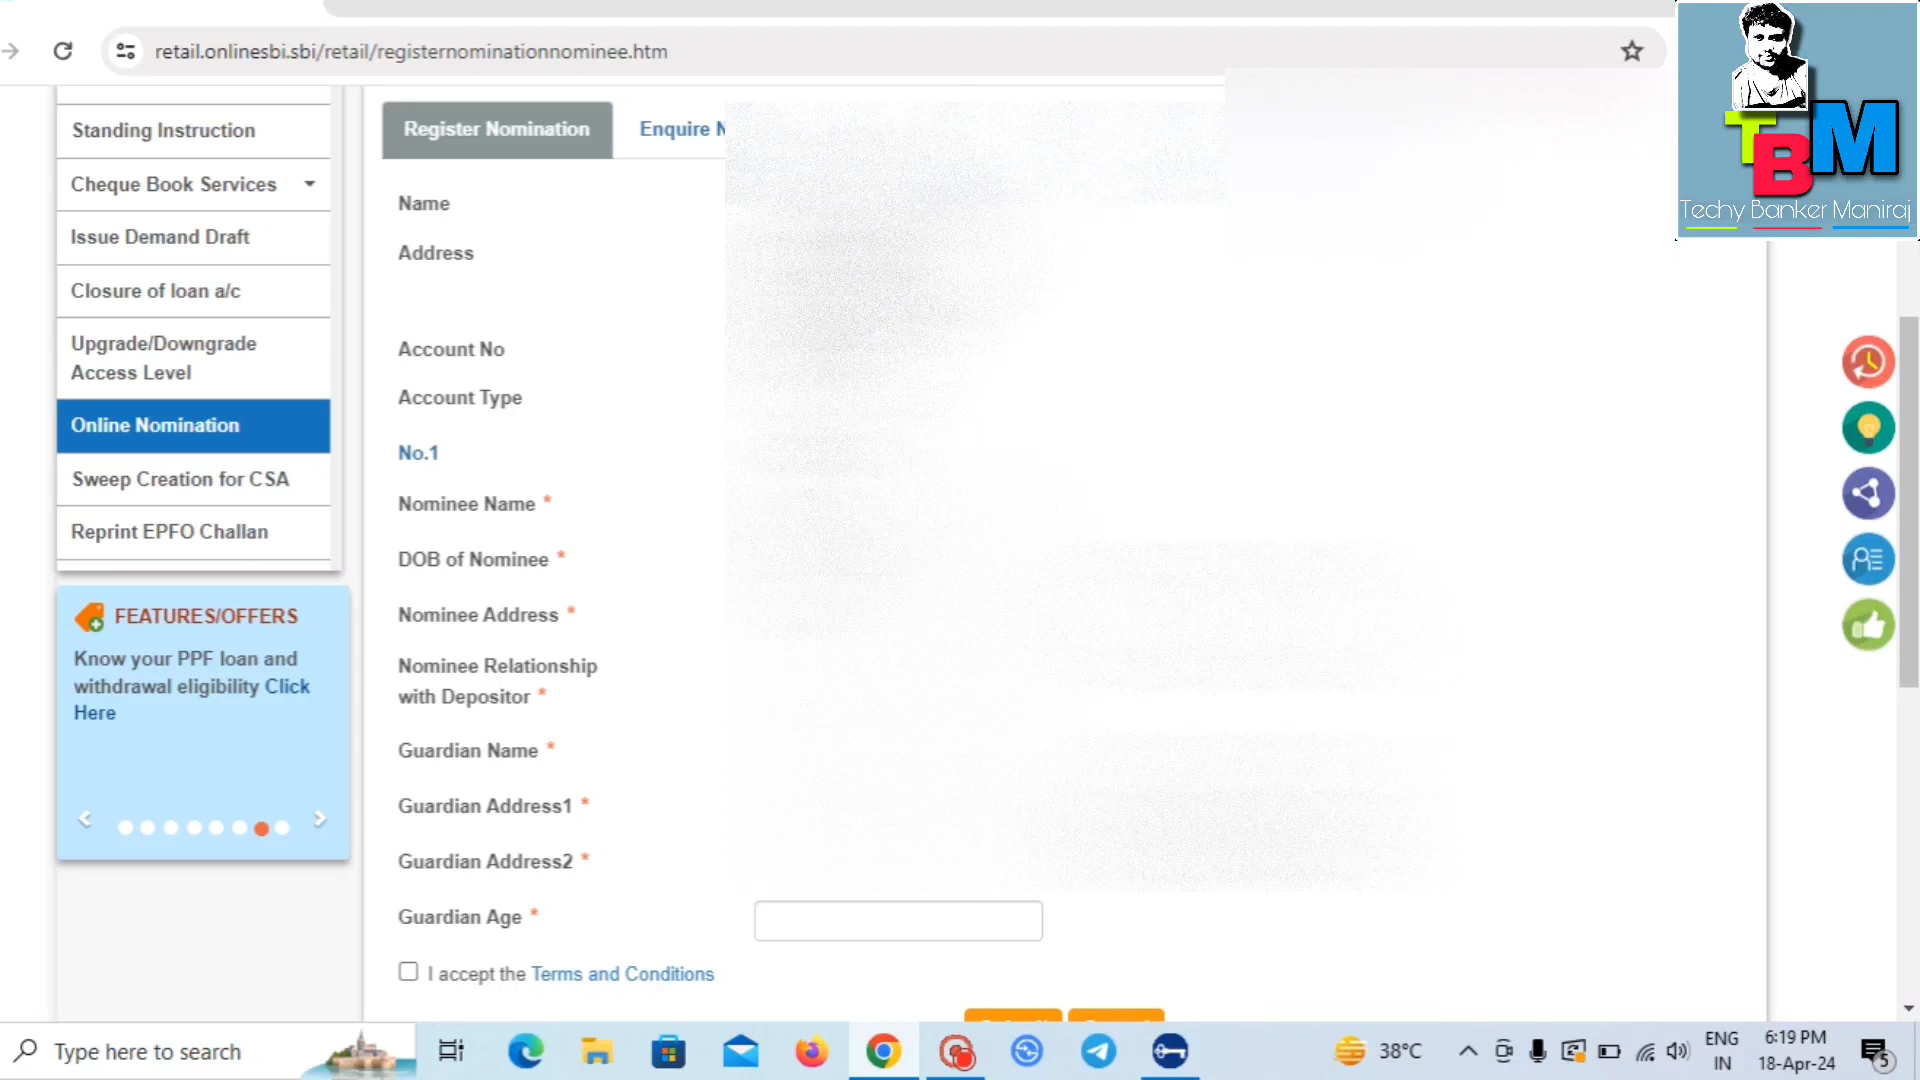 retail.onlinesbi.sbi/retail/registernominationnominee.htm
TBM
Techy Banker Maniraj
Standing Instruction
Cheque Book Services
Issue Demand Draft
Closure of loan a/c
Upgrade/Downgrade
Access Level
Online Nomination
Sweep Creation for CSA
Reprint EPFO Challan
FEATURES/OFFERS
Know your PPF loan and
withdrawal eligibility Click
Here
Register Nomination
Enquire N
Name
Address
Account No
Account Type
No.1
Nominee Name *
DOB of Nominee *
Nominee Address *
Nominee Relationship
with Depositor *
Guardian Name *
Guardian Address1 *
Guardian Address2 *
Guardian Age *
I accept the Terms and Conditions
Type here to search
38°C
ENG
IN
6:19 PM
18-Apr-24
5